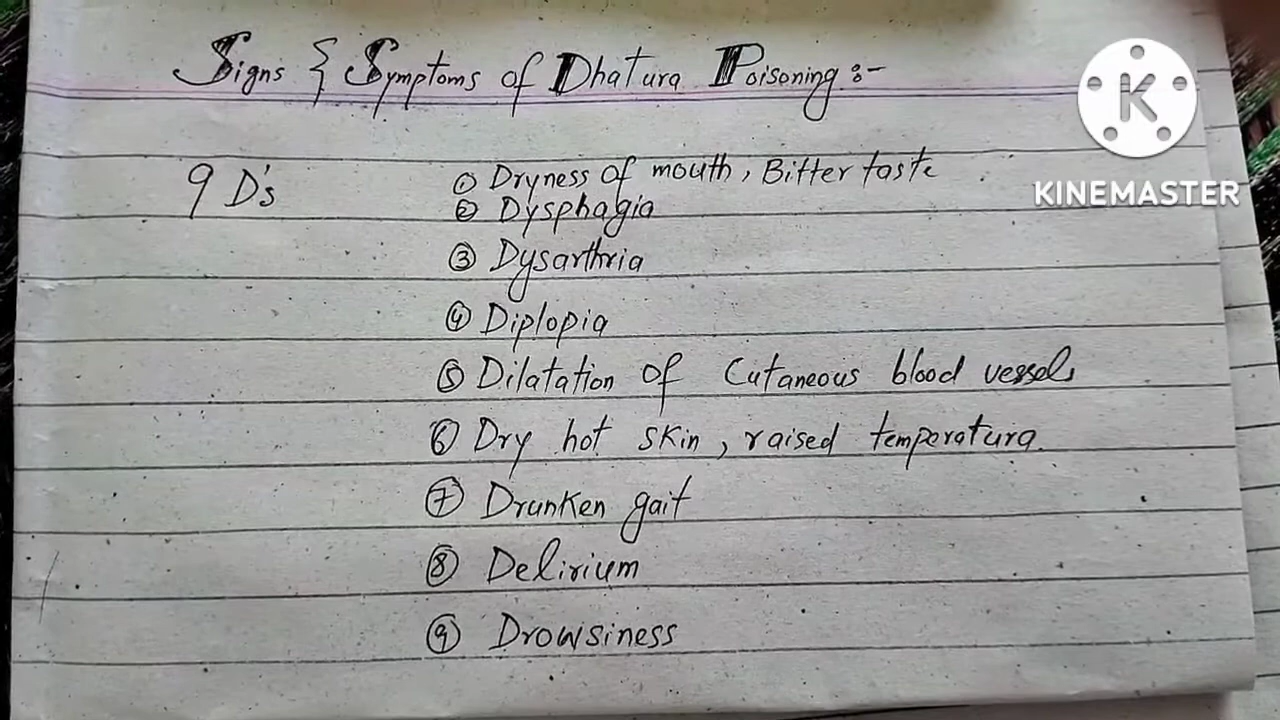 Signs & Symptoms of Dhatura Poisoning :-
K
KINEMASTER
9 D's
① Dryness of mouth, Bitter taste
② Dysphagia
③ Dysarthria
④ Diplopia
⑤ Dilatation of Cutaneous blood vessels
⑥ Dry hot skin, raised temperatura.
⑦ Drunken gait
⑧ Delirium
⑨ Drowsiness